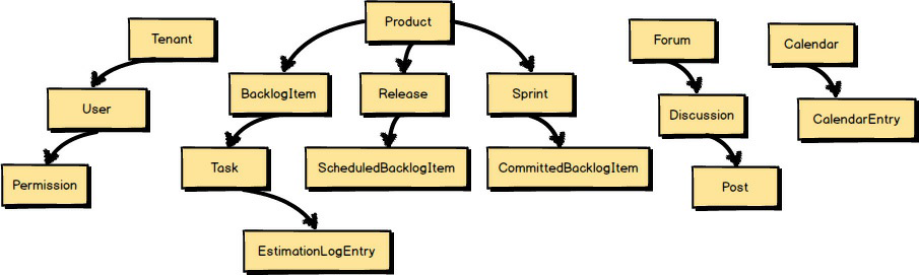 Product
Tenant
Forum
Calendar
BacklogItem
Release
Sprint
User
Discussion
CalendarEntry
Permission
Task
ScheduledBacklogItem
CommittedBacklogItem
Post
EstimationLogEntry